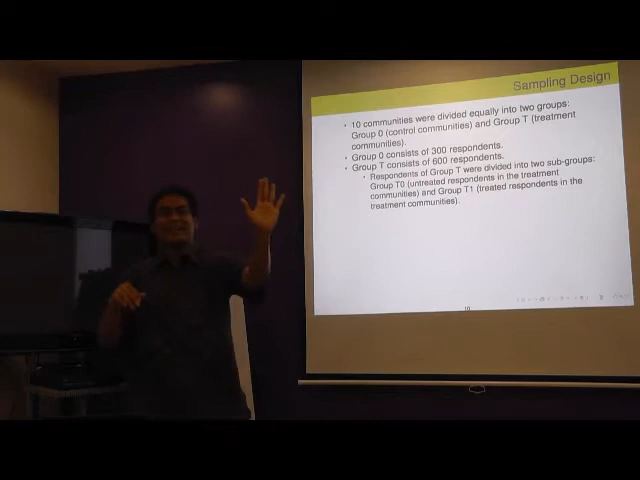 Sampling Design
• 10 communities were divided equally into two groups:
Group 0 (control communities) and Group T (treatment
communities).
• Group 0 consists of 300 respondents.
• Group T consists of 600 respondents.
• Respondents of Group T were divided into two sub-groups:
Group T0 (untreated respondents in the treatment
communities) and Group T1 (treated respondents in the
treatment communities).
10